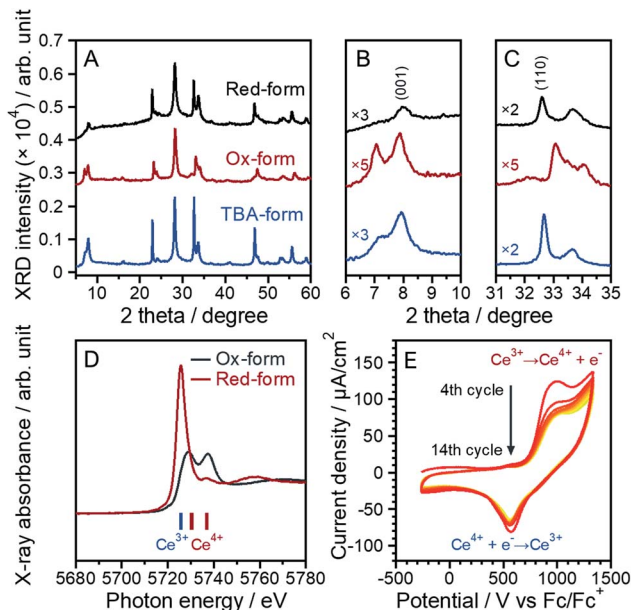 XRD intensity (× 10⁴) / arb. unit
A
0.7
0.6
0.5
0.4
0.3
0.2
0.1
0
Red-form
Ox-form
TBA-form
10 20 30 40 50 60
2 theta / degree
B
(001)
×3
×5
×3
6 7 8 9 10
2 theta / degree
C
(110)
×2
×5
×2
31 32 33 34 35
2 theta / degree
X-ray absorbance / arb. unit
D
Ox-form
Red-form
Ce³⁺ Ce⁴⁺
5680 5700 5720 5740 5760 5780
Photon energy / eV
Current density / µA/cm²
E
150
100
50
0
-50
-100
Ce³⁺→Ce⁴⁺ + e⁻
4th cycle
14th cycle
Ce⁴⁺ + e⁻→Ce³⁺
-500 0 500 1000 1500
Potential / V vs Fc/Fc⁺